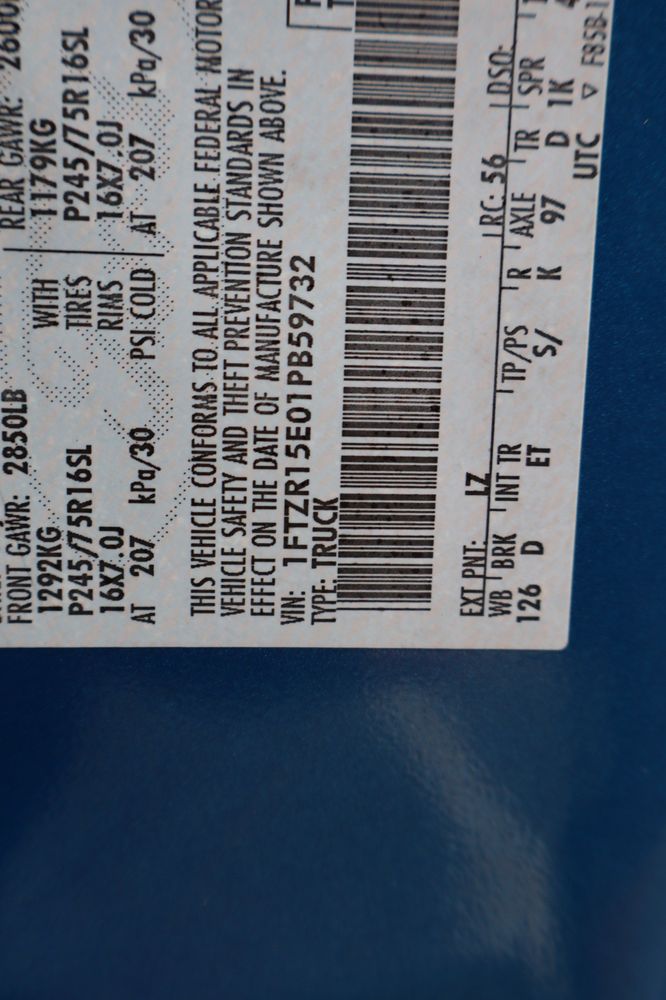 FRONT GAWR: 2850LB REAR GAWR: 2600
1292KG WITH 1179KG
P245/75R16SL TIRES P245/75R16SL
16X7.0J RIMS 16X7.0J
AT 207 kPa/30 PSI COLD AT 207 kPa/30
THIS VEHICLE CONFORMS TO ALL APPLICABLE FEDERAL MOTOR
VEHICLE SAFETY AND THEFT PREVENTION STANDARDS IN
EFFECT ON THE DATE OF MANUFACTURE SHOWN ABOVE.
VIN: 1FTZR15E01PB59732
TYPE: TRUCK
EXT PNT: LZ RC: 56 DSO:
WB BRK INT TR TP/PS R AXLE TR SPR
126 D ET S/ K 97 D 1K
UTC ▽ F85B-1